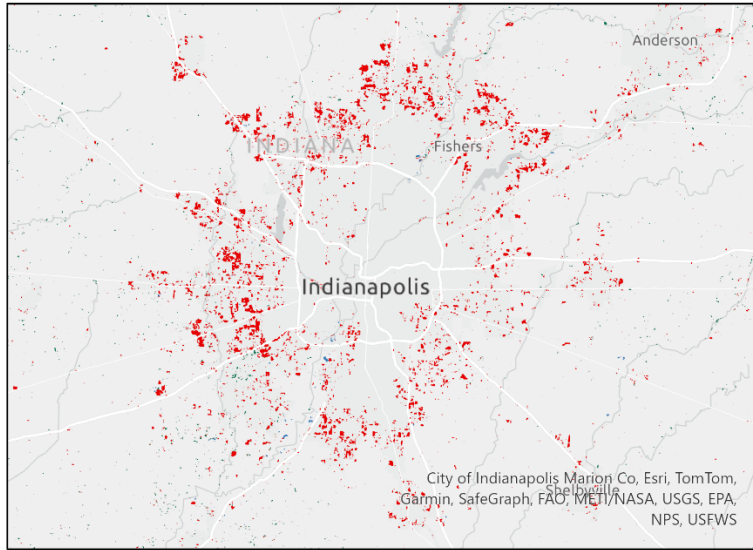 Anderson
INDIANA
Fishers
Indianapolis
Shelbyville
City of Indianapolis Marion Co, Esri, TomTom,
Garmin, SafeGraph, FAO, METI/NASA, USGS, EPA,
NPS, USFWS